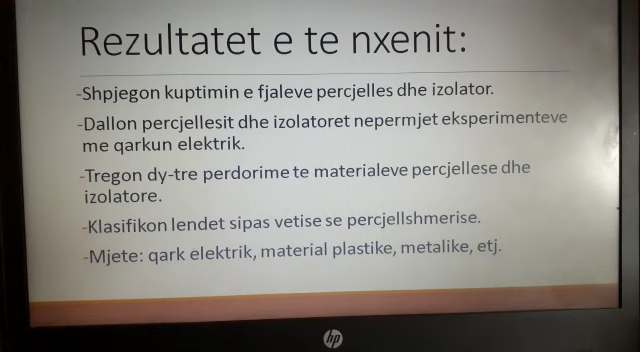 Rezultatet e te nxenit:
-Shpjegon kuptimin e fjaleve percjelles dhe izolator.
-Dallon percjellesit dhe izolatoret nepermjet eksperimenteve
me qarkun elektrik.
-Tregon dy-tre perdorime te materialeve percjellese dhe
izolatore.
-Klasifikon lendet sipas vetise se percjellshmerise.
-Mjete: qark elektrik, material plastike, metalike, etj.
hp